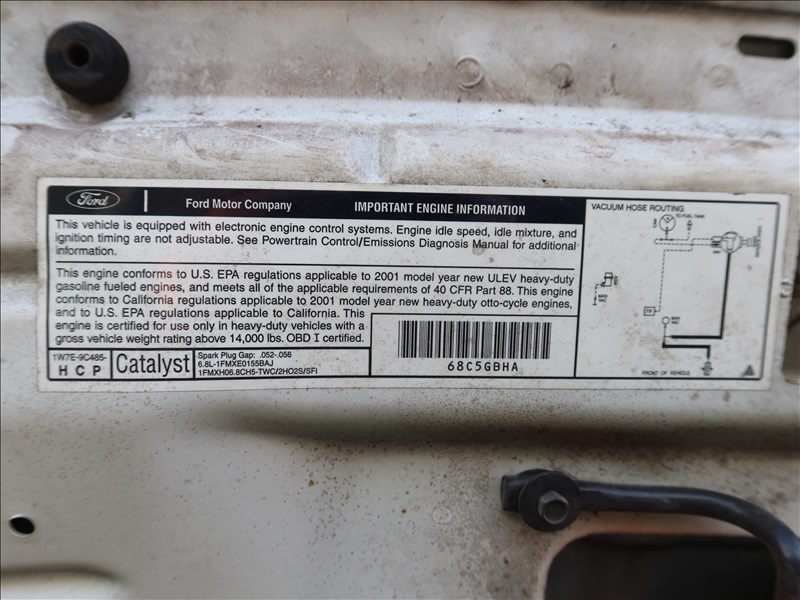 Ford
Ford Motor Company
IMPORTANT ENGINE INFORMATION
This vehicle is equipped with electronic engine control systems. Engine idle speed, idle mixture, and
ignition timing are not adjustable. See Powertrain Control/Emissions Diagnosis Manual for additional
information.
This engine conforms to U.S. EPA regulations applicable to 2001 model year new ULEV heavy-duty
gasoline fueled engines, and meets all of the applicable requirements of 40 CFR Part 88. This engine
conforms to California regulations applicable to 2001 model year new heavy-duty otto-cycle engines,
and to U.S. EPA regulations applicable to California. This
engine is certified for use only in heavy-duty vehicles with a
gross vehicle weight rating above 14,000 lbs. OBD I certified.
1W7E-9C485-
H C P
Catalyst
Spark Plug Gap: .052-.056
6.8L-1FMXE0155BAJ
1FMXH06.8CH5-TWC/2HO2S/SFI
68C5GBHA
VACUUM HOSE ROUTING
TO FUEL TANK
MAN
VAC
MAN
VAC
FRONT OF VEHICLE